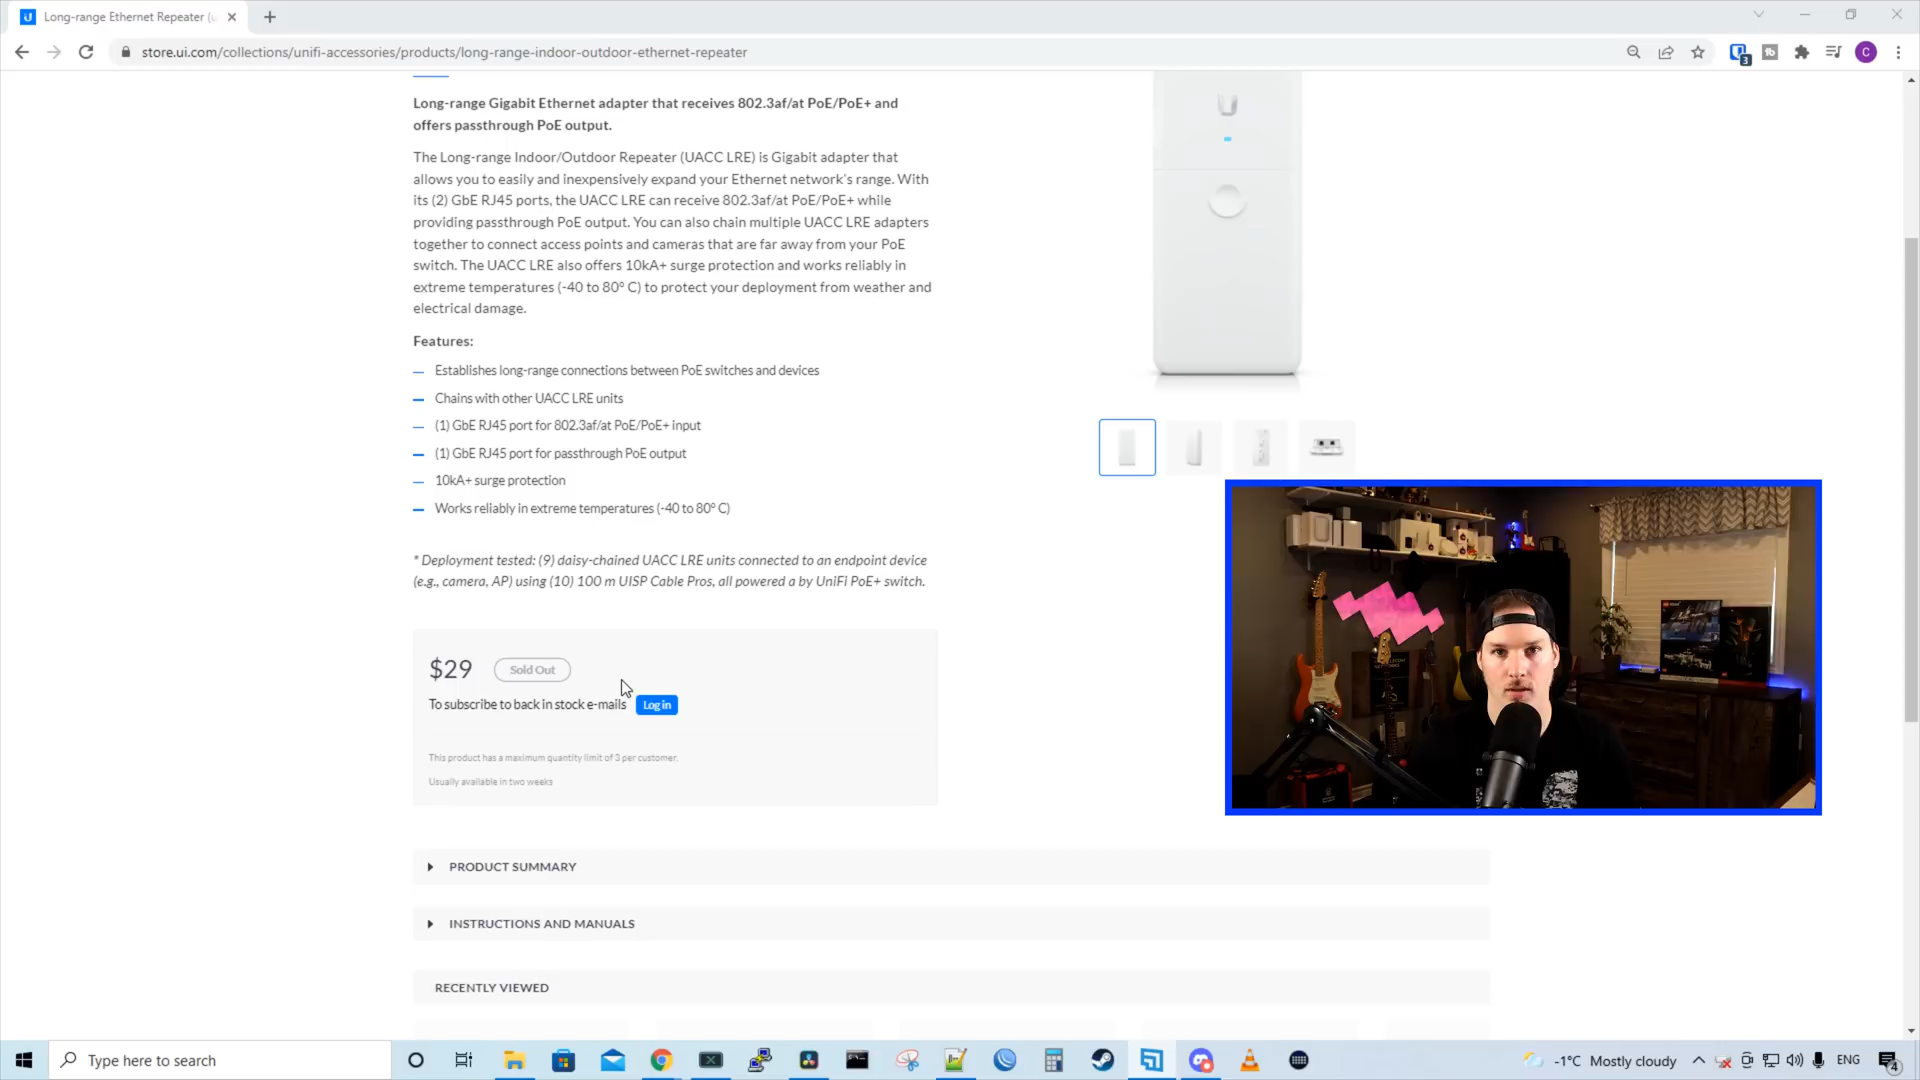 Long-range Ethernet Repeater (u
store.ui.com/collections/unifi-accessories/products/long-range-indoor-outdoor-ethernet-repeater
3
C
Long-range Gigabit Ethernet adapter that receives 802.3af/at PoE/PoE+ and
offers passthrough PoE output.
The Long-range Indoor/Outdoor Repeater (UACC LRE) is Gigabit adapter that
allows you to easily and inexpensively expand your Ethernet network's range. With
its (2) GbE RJ45 ports, the UACC LRE can receive 802.3af/at PoE/PoE+ while
providing passthrough PoE output. You can also chain multiple UACC LRE adapters
together to connect access points and cameras that are far away from your PoE
switch. The UACC LRE also offers 10kA+ surge protection and works reliably in
extreme temperatures (-40 to 80º C) to protect your deployment from weather and
electrical damage.
Features:
Establishes long-range connections between PoE switches and devices
Chains with other UACC LRE units
(1) GbE RJ45 port for 802.3af/at PoE/PoE+ input
(1) GbE RJ45 port for passthrough PoE output
10kA+ surge protection
Works reliably in extreme temperatures (-40 to 80º C)
* Deployment tested: (9) daisy-chained UACC LRE units connected to an endpoint device
(e.g., camera, AP) using (10) 100 m UISP Cable Pros, all powered a by UniFi PoE+ switch.
$29 Sold Out
To subscribe to back in stock e-mails Log in
This product has a maximum quantity limit of 3 per customer.
Usually available in two weeks
PRODUCT SUMMARY
INSTRUCTIONS AND MANUALS
RECENTLY VIEWED
Type here to search
-1°C Mostly cloudy
ENG
4